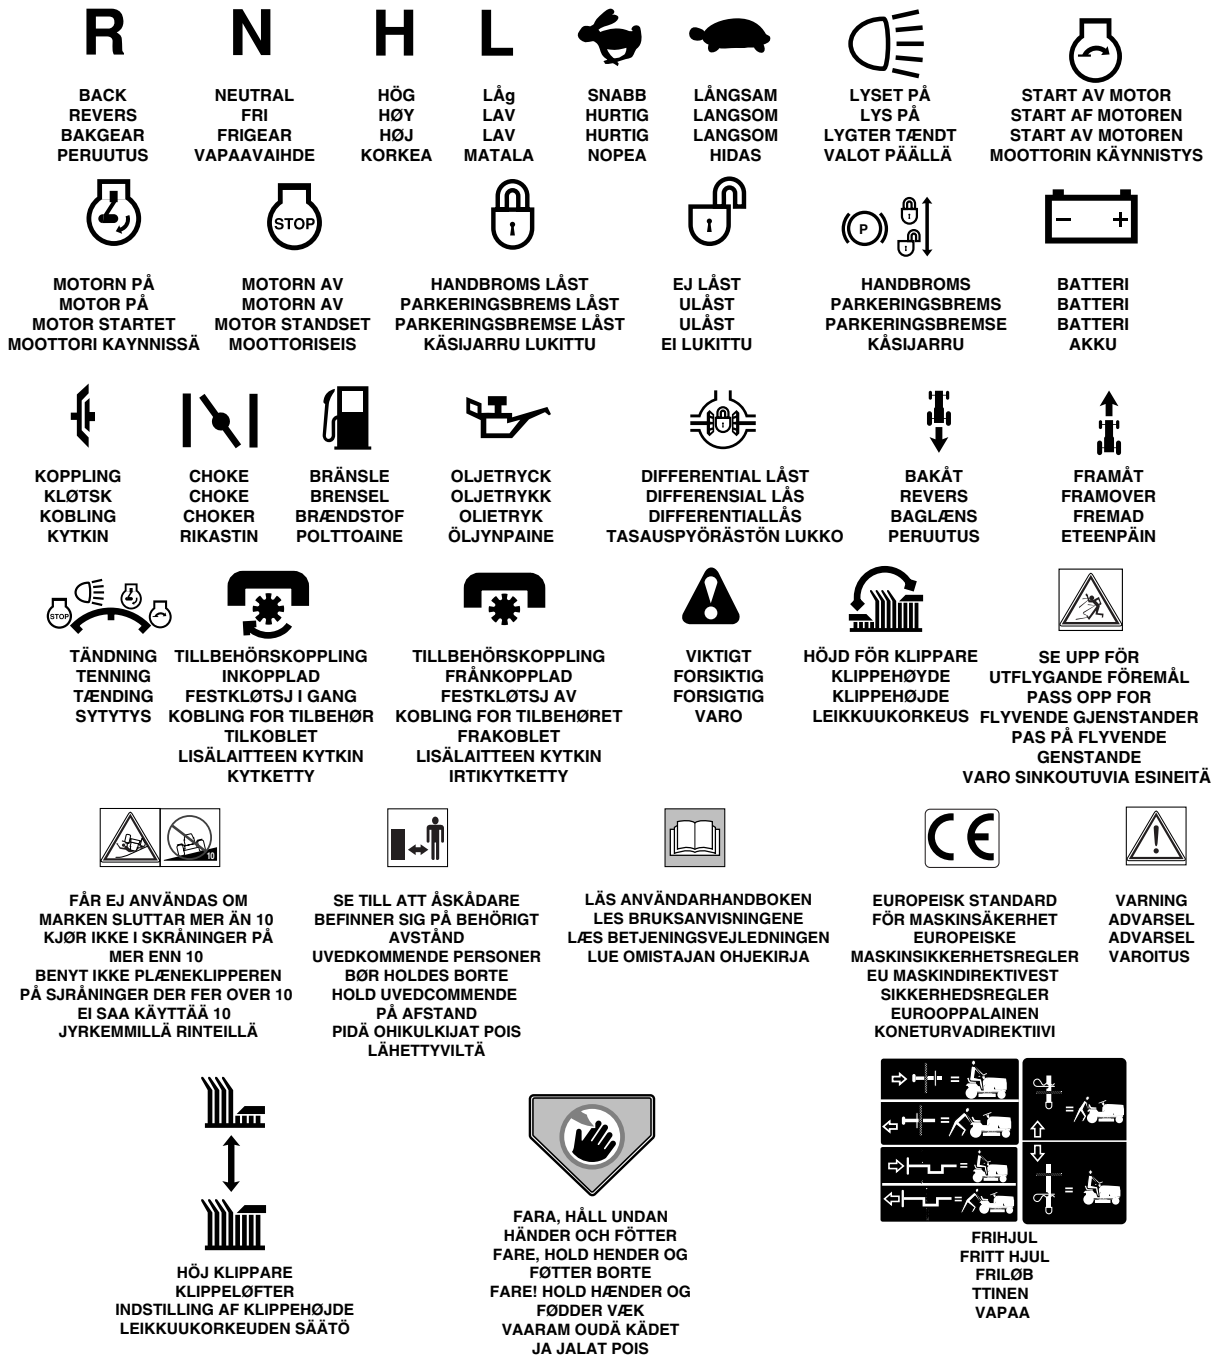 R
BACK
REVERS
BAKGEAR
PERUUTUS
N
NEUTRAL
FRI
FRIGEAR
VAPAAVAIHDE
H
HÖG
HØY
HØJ
KORKEA
L
LÅg
LAV
LAV
MATALA
SNABB
HURTIG
HURTIG
NOPEA
LÅNGSAM
LANGSOM
LANGSOM
HIDAS
LYSET PÅ
LYS PÅ
LYGTER TÆNDT
VALOT PÄÄLLÄ
START AV MOTOR
START AF MOTOREN
START AV MOTOREN
MOOTTORIN KÄYNNISTYS
MOTORN PÅ
MOTOR PÅ
MOTOR STARTET
MOOTTORI KAYNNISSÄ
STOP
MOTORN AV
MOTORN AV
MOTOR STANDSET
MOOTTORISEIS
HANDBROMS LÅST
PARKERINGSBREMS LÅST
PARKERINGSBREMSE LÅST
KÄSIJARRU LUKITTU
EJ LÅST
ULÅST
ULÅST
EI LUKITTU
P
HANDBROMS
PARKERINGSBREMS
PARKERINGSBREMSE
KÅSIJARRU
- +
BATTERI
BATTERI
BATTERI
AKKU
KOPPLING
KLØTSK
KOBLING
KYTKIN
CHOKE
CHOKE
CHOKER
RIKASTIN
BRÄNSLE
BRENSEL
BRÆNDSTOF
POLTTOAINE
OLJETRYCK
OLJETRYKK
OLIETRYK
ÖLJYNPAINE
DIFFERENTIAL LÅST
DIFFERENSIAL LÅS
DIFFERENTIALLÅS
TASAUSPYÖRÄSTÖN LUKKO
BAKÅT
REVERS
BAGLÆNS
PERUUTUS
FRAMÅT
FRAMOVER
FREMAD
ETEENPÄIN
STOP
TÄNDNING
TENNING
TÆNDING
SYTYTYS
TILLBEHÖRSKOPPLING
INKOPPLAD
FESTKLØTSJ I GANG
KOBLING FOR TILBEHØR
TILKOBLET
LISÄLAITTEEN KYTKIN
KYTKETTY
TILLBEHÖRSKOPPLING
FRÅNKOPPLAD
FESTKLØTSJ AV
KOBLING FOR TILBEHØRET
FRAKOBLET
LISÄLAITTEEN KYTKIN
IRTIKYTKETTY
VIKTIGT
FORSIKTIG
FORSIGTIG
VARO
HÖJD FÖR KLIPPARE
KLIPPEHØYDE
KLIPPEHØJDE
LEIKKUUKORKEUS
SE UPP FÖR
UTFLYGANDE FÖREMÅL
PASS OPP FOR
FLYVENDE GJENSTANDER
PAS PÅ FLYVENDE
GENSTANDE
VARO SINKOUTUVIA ESINEITÄ
10
FÅR EJ ANVÄNDAS OM
MARKEN SLUTTAR MER ÄN 10
KJØR IKKE I SKRÅNINGER PÅ
MER ENN 10
BENYT IKKE PLÆNEKLIPPEREN
PÅ SJRÅNINGER DER FER OVER 10
EI SAA KÄYTTÄÄ 10
JYRKEMMILLÄ RINTEILLÄ
SE TILL ATT ÅSKÅDARE
BEFINNER SIG PÅ BEHÖRIGT
AVSTÅND
UVEDKOMMENDE PERSONER
BØR HOLDES BORTE
HOLD UVEDCOMMENDE
PÅ AFSTAND
PIDÄ OHIKULKIJAT POIS
LÄHETTYVILTÄ
LÄS ANVÄNDARHANDBOKEN
LES BRUKSANVISNINGENE
LÆS BETJENINGSVEJLEDNINGEN
LUE OMISTAJAN OHJEKIRJA
CE
EUROPEISK STANDARD
FÖR MASKINSÄKERHET
EUROPEISKE
MASKINSIKKERHETSREGLER
EU MASKINDIREKTIVEST
SIKKERHEDSREGLER
EUROOPPALAINEN
KONETURVADIREKTIIVI
!
VARNING
ADVARSEL
ADVARSEL
VAROITUS
HÖJ KLIPPARE
KLIPPELØFTER
INDSTILLING AF KLIPPEHØJDE
LEIKKUUKORKEUDEN SÄÄTÖ
FARA, HÅLL UNDAN
HÄNDER OCH FÖTTER
FARE, HOLD HENDER OG
FØTTER BORTE
FARE! HOLD HÆNDER OG
FØDDER VÆK
VAARAM OUDÄ KÄDET
JA JALAT POIS
FRIHJUL
FRITT HJUL
FRILØB
TTINEN
VAPAA